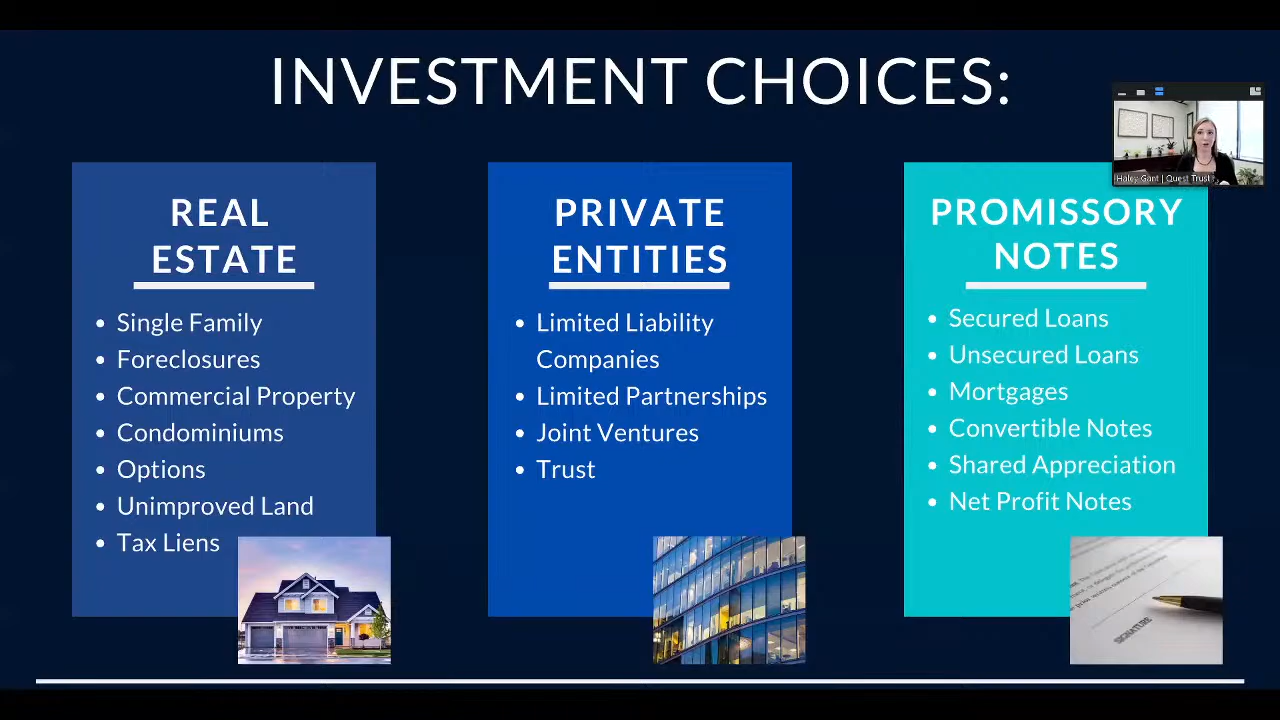 INVESTMENT CHOICES:
Haley Gant | Quest Trust
REAL
ESTATE
• Single Family
• Foreclosures
• Commercial Property
• Condominiums
• Options
• Unimproved Land
• Tax Liens
PRIVATE
ENTITIES
• Limited Liability
Companies
• Limited Partnerships
• Joint Ventures
• Trust
PROMISSORY
NOTES
• Secured Loans
• Unsecured Loans
• Mortgages
• Convertible Notes
• Shared Appreciation
• Net Profit Notes
SIGNATURE